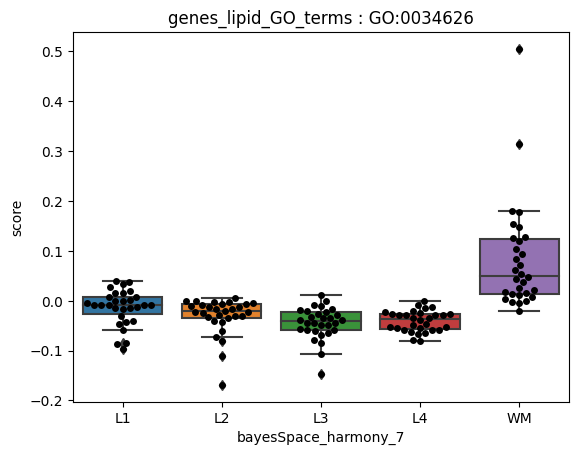 genes_lipid_GO_terms : GO:0034626
0.5
0.4
0.3
0.2
0.1
0.0
−0.1
−0.2
score
L1 L2 L3 L4 WM
bayesSpace_harmony_7